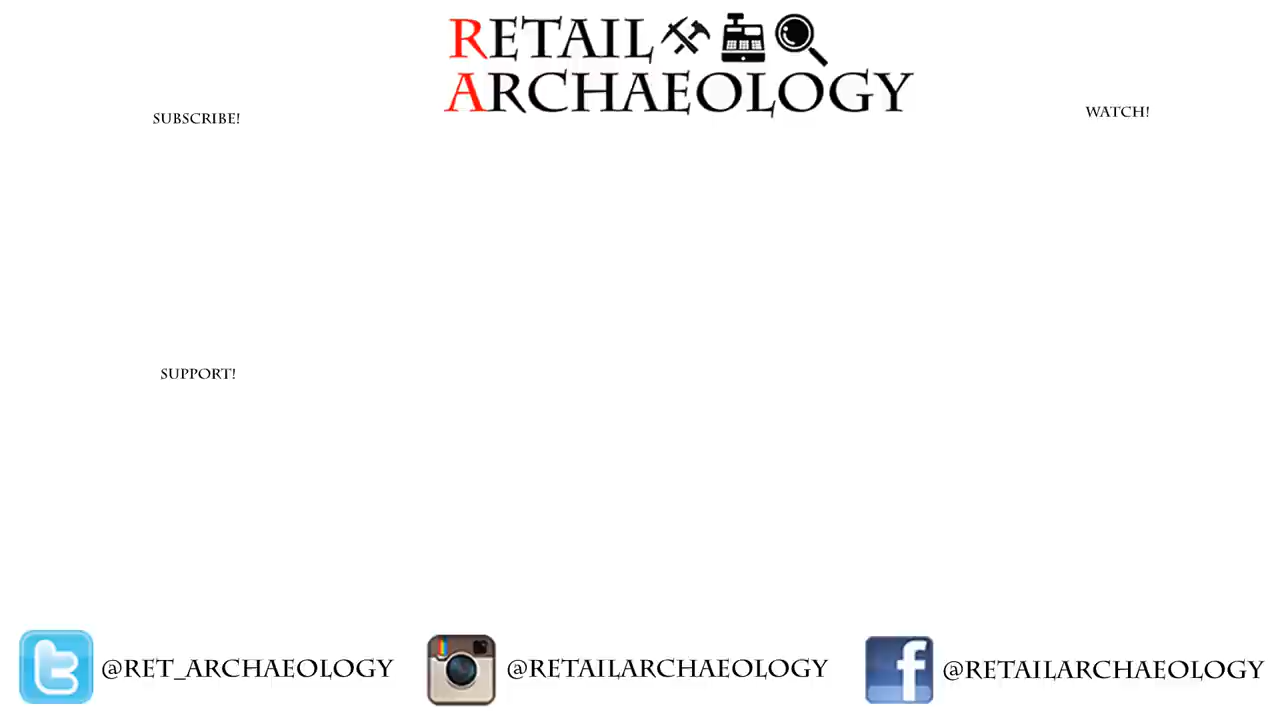 RETAIL
ARCHAEOLOGY
SUBSCRIBE!
WATCH!
SUPPORT!
@RET_ARCHAEOLOGY
@RETAILARCHAEOLOGY
@RETAILARCHAEOLOGY